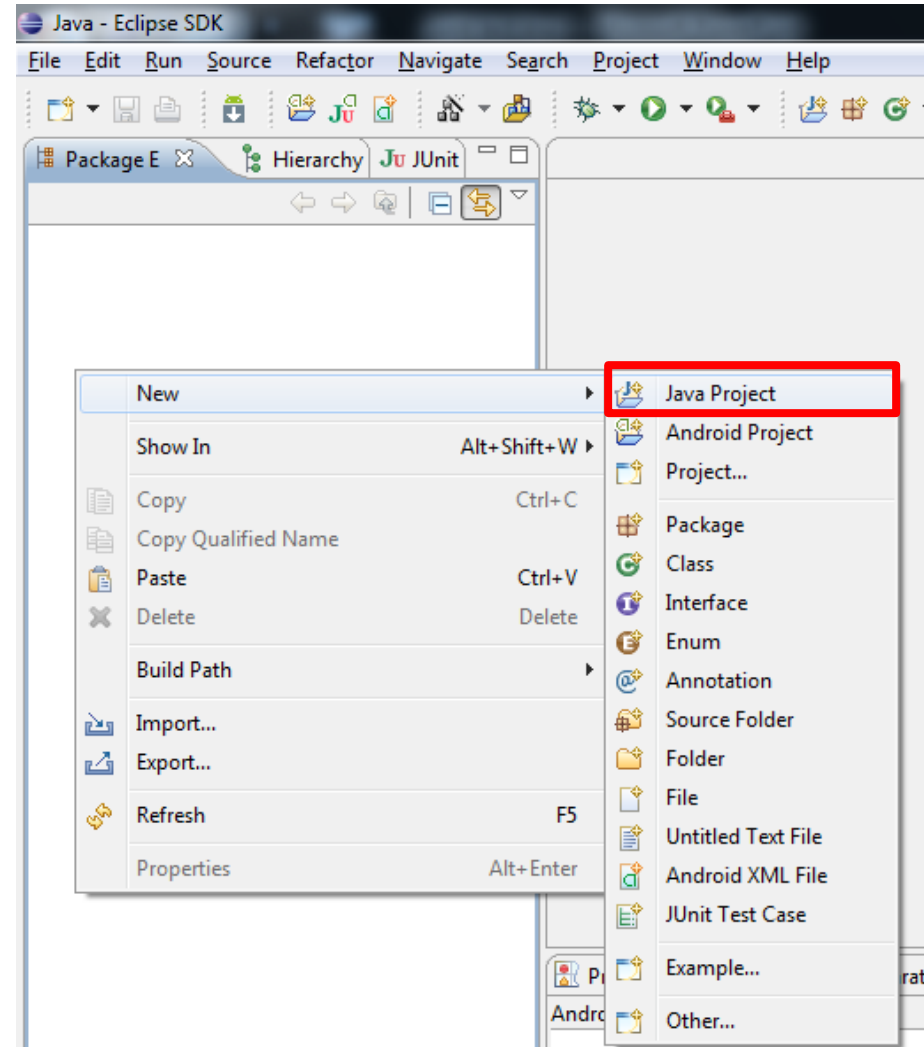 Java - Eclipse SDK
File Edit Run Source Refactor Navigate Search Project Window Help
Package E Hierarchy JUnit
New
Show In Alt+Shift+W
Copy Ctrl+C
Copy Qualified Name
Paste Ctrl+V
Delete Delete
Build Path
Import...
Export...
Refresh F5
Properties Alt+Enter
Java Project
Android Project
Project...
Package
Class
Interface
Enum
Annotation
Source Folder
Folder
File
Untitled Text File
Android XML File
JUnit Test Case
Example...
Other...